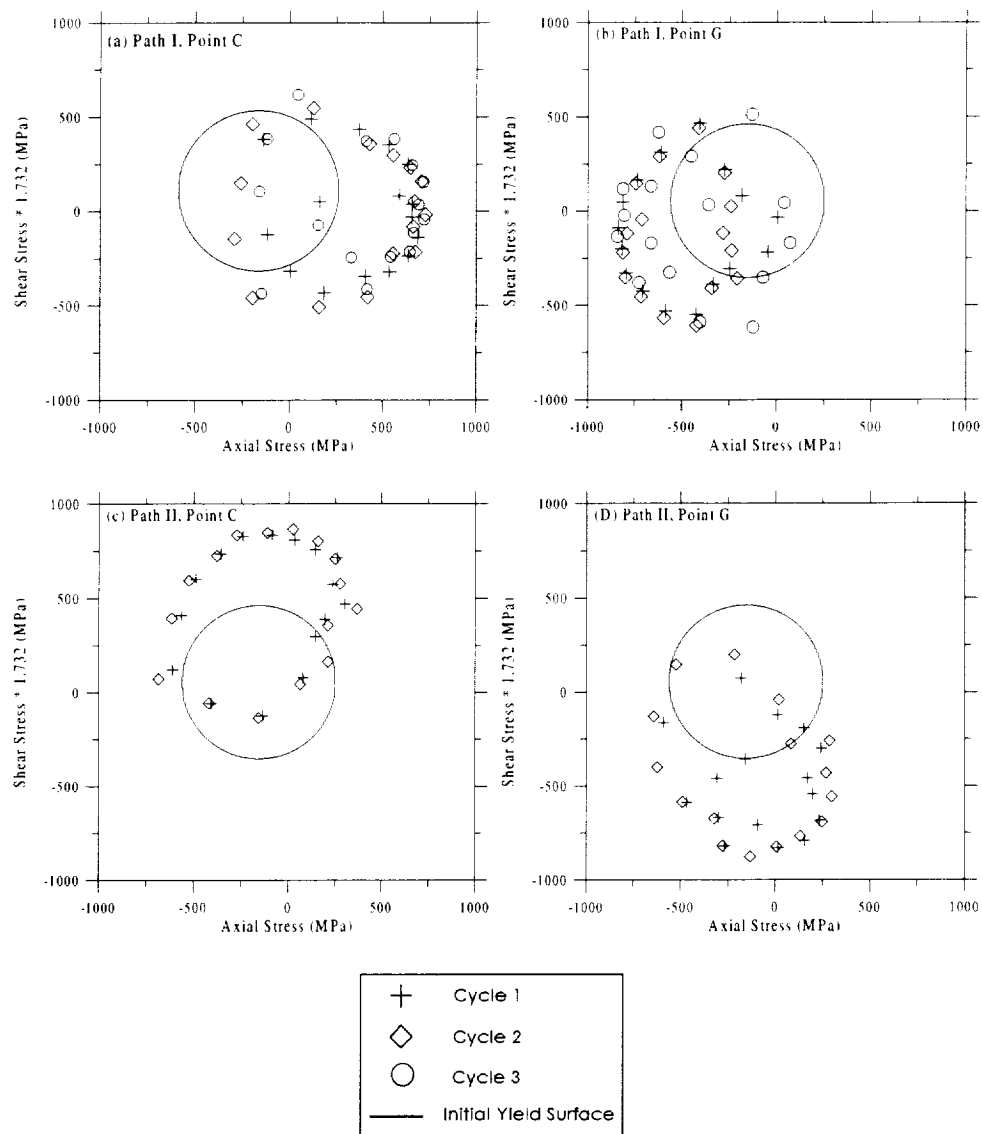 1000
500
0
-500
-1000
-1000
-500
0
500
1000
Shear Stress * 1.732 (MPa)
Axial Stress (MPa)
(a) Path I, Point C
1000
500
0
-500
-1000
-1000
-500
0
500
1000
Shear Stress * 1.732 (MPa)
Axial Stress (MPa)
(b) Path I, Point G
1000
500
0
-500
-1000
-1000
-500
0
500
1000
Shear Stress * 1.732 (MPa)
Axial Stress (MPa)
(c) Path II, Point C
1000
500
0
-500
-1000
-1000
-500
0
500
1000
Shear Stress * 1.732 (MPa)
Axial Stress (MPa)
(D) Path II, Point G
Cycle 1
Cycle 2
Cycle 3
Initial Yield Surface